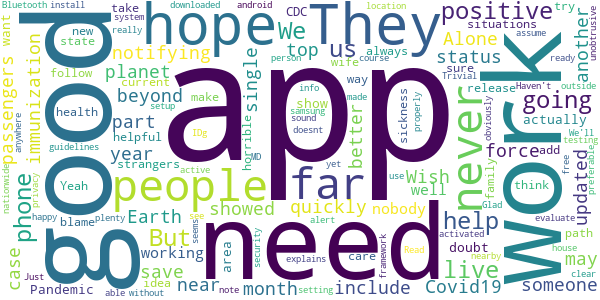 Bluetooth install downloaded android location
system CDC situations try
state new take really person always course assume
want passengers notifying hope They positive another
follow planet top us We Alone status going
immunization current beyond wife way sure release Haven't outside unobtrusive
health setup single info show made Trivial ready
good app never Work
IDg make samsung sound sickness obviously actually
helpful part horrible doesnt better properly We'll testing
guidelines anywhere year strangers MD yet force add updated preferable
Yeah people far use well family free
nationwide phone privacy Earth showed quickly nobody think
blame active need help doubt path evaluate
happy plenty But area see alert Wish Glad
case save working seems explains care framework activated live may
Just Pandemic idea near security month include Read Covid19 someone house clear
able without note setting nearby